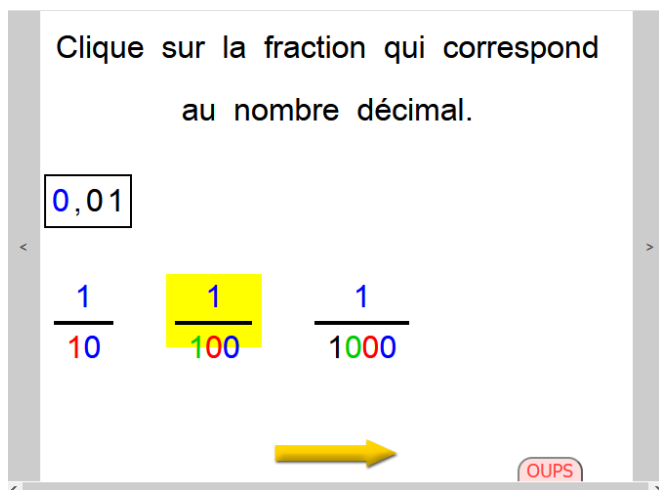 Clique sur la fraction qui correspond
au nombre décimal.
0,01
<
>
1 1 1
10 100 1000
OUPS